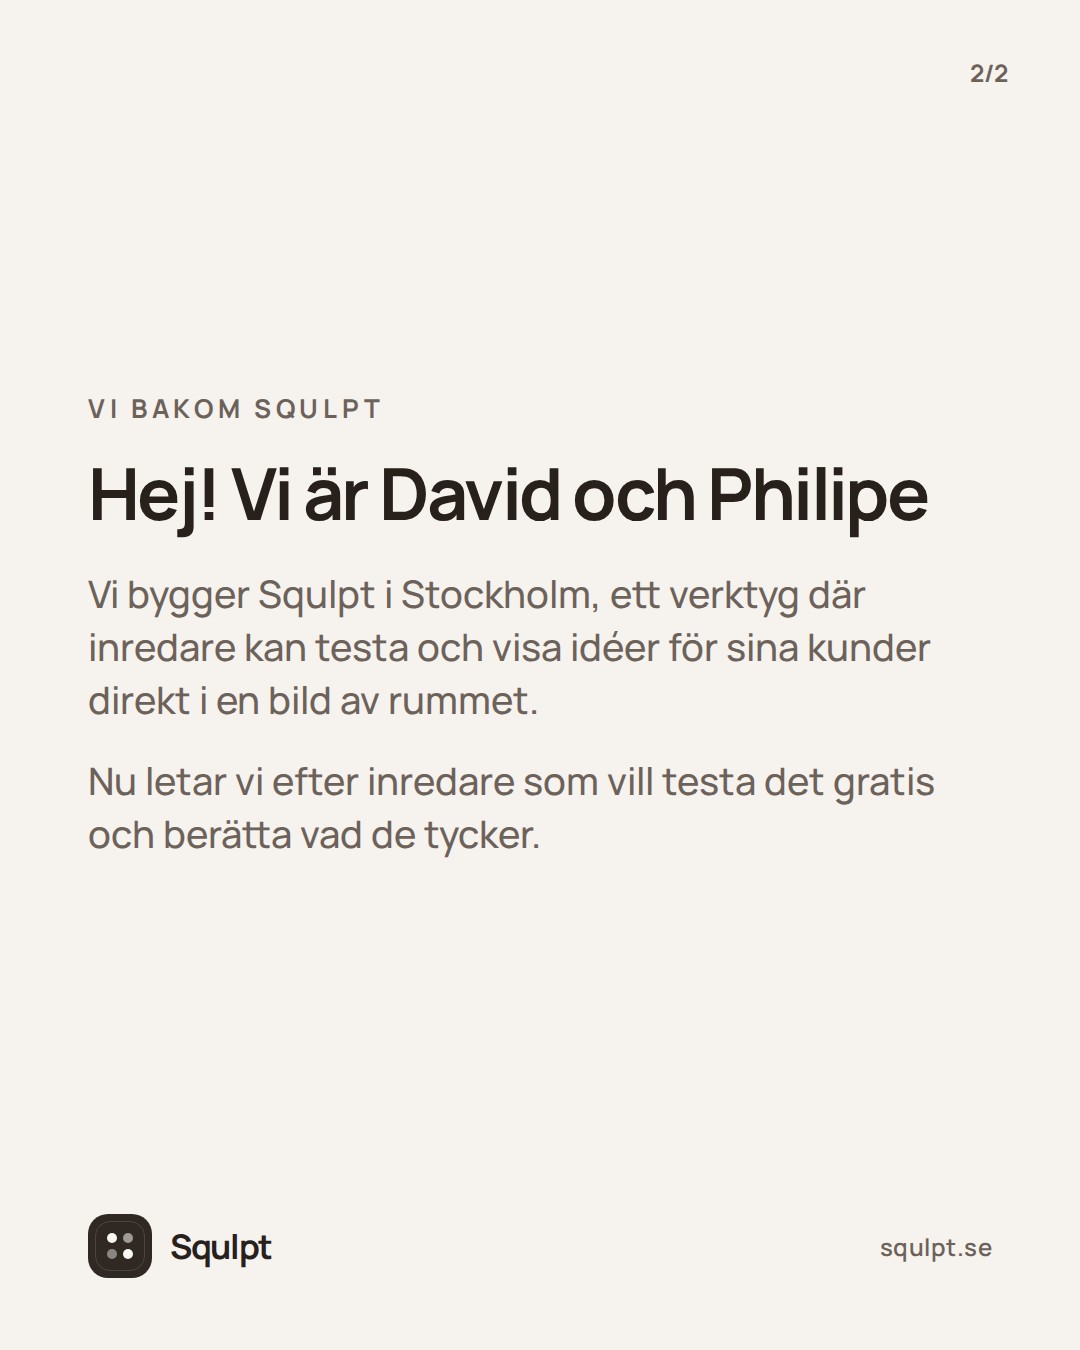 2/2
VI BAKOM SQULPT
Hej! Vi är David och Philipe
Vi bygger Squlpt i Stockholm, ett verktyg där
inredare kan testa och visa idéer för sina kunder
direkt i en bild av rummet.
Nu letar vi efter inredare som vill testa det gratis
och berätta vad de tycker.
Squlpt
squlpt.se